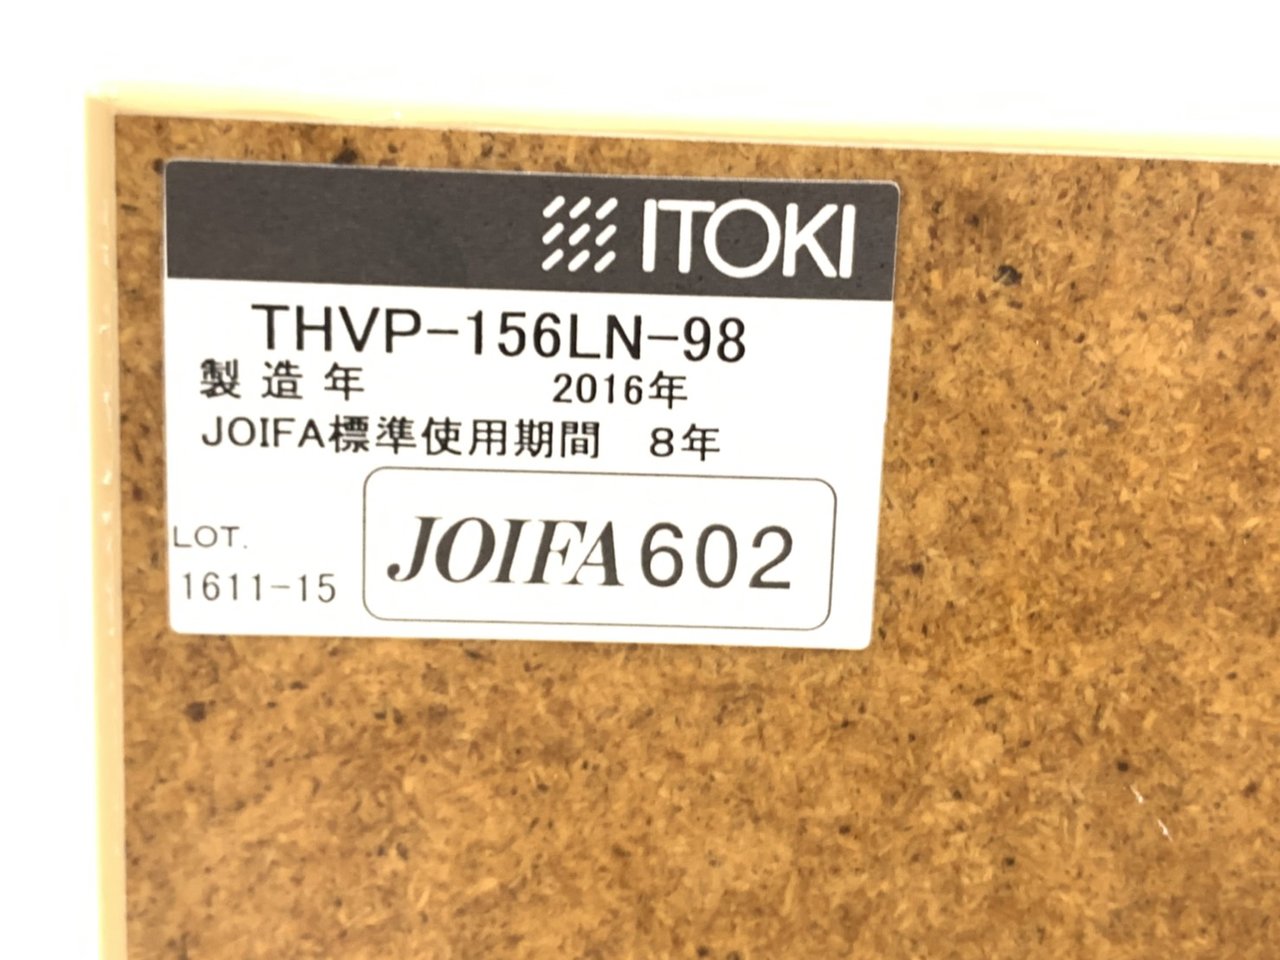 ITOKI
THVP-156LN-98
製造年 2016年
JOIFA標準使用期間 8年
LOT.
1611-15
JOIFA602